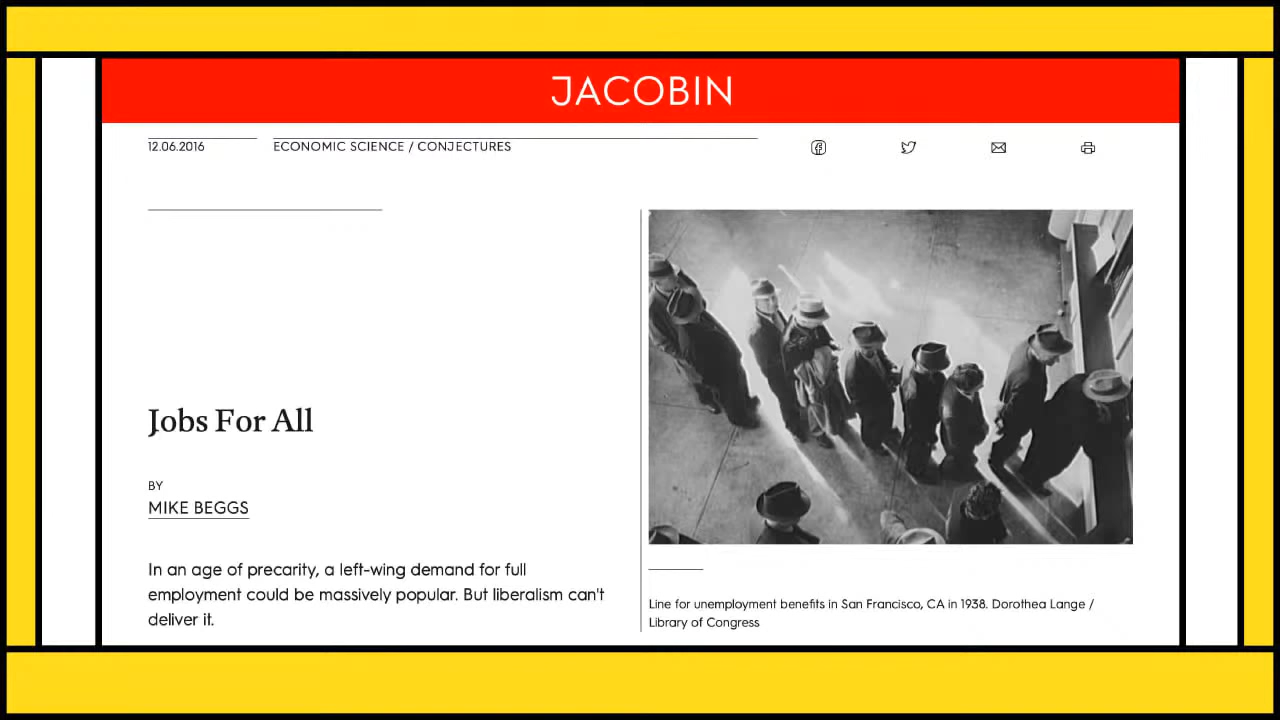 JACOBIN
12.06.2016
ECONOMIC SCIENCE / CONJECTURES
Jobs For All
BY
MIKE BEGGS
In an age of precarity, a left-wing demand for full
employment could be massively popular. But liberalism can't
deliver it.
Line for unemployment benefits in San Francisco, CA in 1938. Dorothea Lange /
Library of Congress